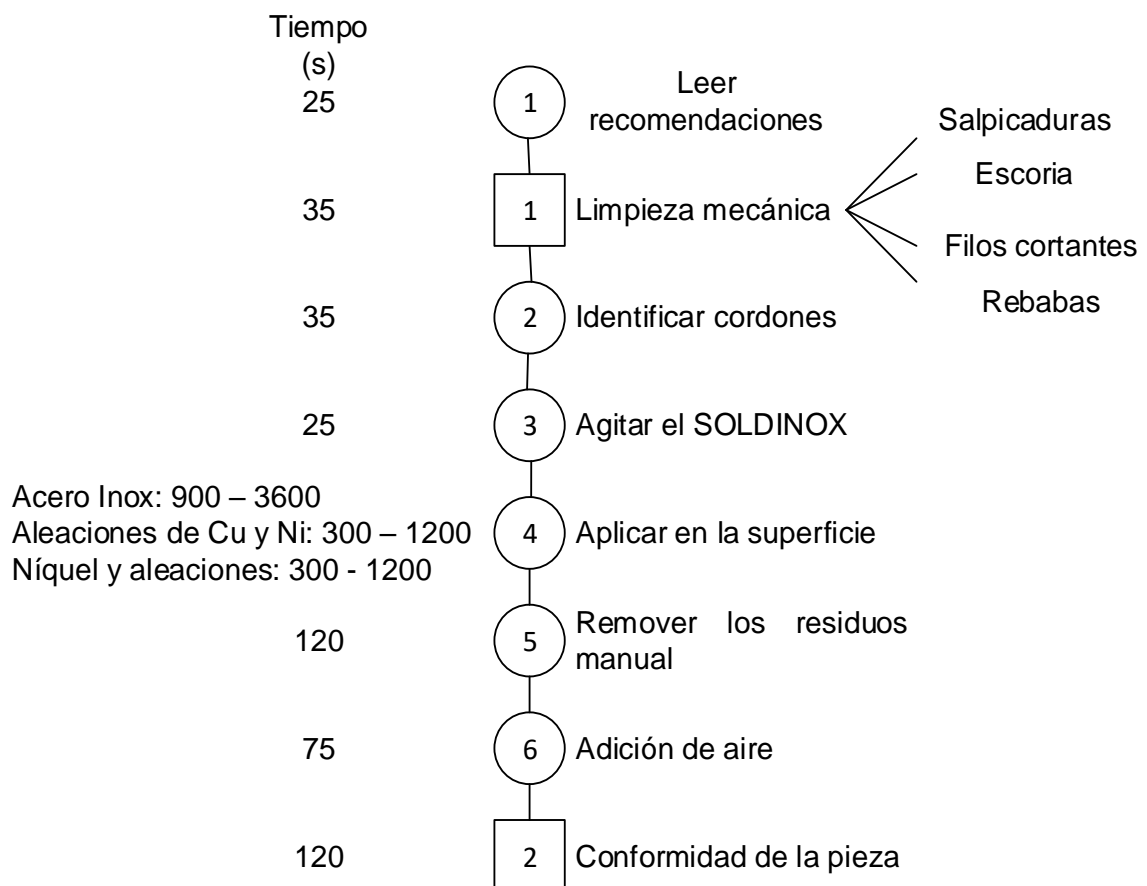 Tiempo
(s)
25
1
Leer
recomendaciones
Salpicaduras
Escoria
35
1
Limpieza mecánica
Filos cortantes
Rebabas
35
2
Identificar cordones
25
3
Agitar el SOLDINOX
Acero Inox: 900 – 3600
Aleaciones de Cu y Ni: 300 – 1200
Níquel y aleaciones: 300 - 1200
4
Aplicar en la superficie
120
5
Remover los residuos
manual
75
6
Adición de aire
120
2
Conformidad de la pieza